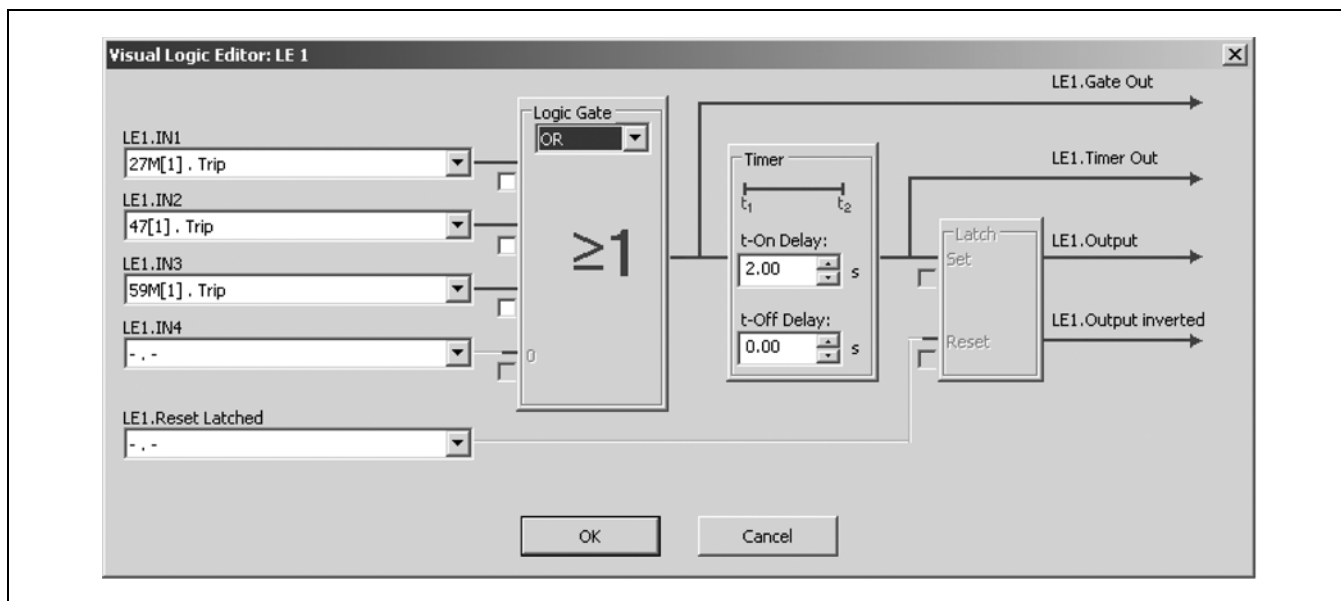 Visual Logic Editor: LE 1
LE1.Gate Out
Logic Gate
OR
LE1.IN1
27M[1] . Trip
LE1.Timer Out
Timer
t1 t2
LE1.IN2
47[1] . Trip
≥1
t-On Delay:
2.00 s
Latch
Set
LE1.Output
LE1.IN3
59M[1] . Trip
t-Off Delay:
0.00 s
LE1.Output inverted
Reset
LE1.IN4
- . -
0
LE1.Reset Latched
- . -
OK
Cancel